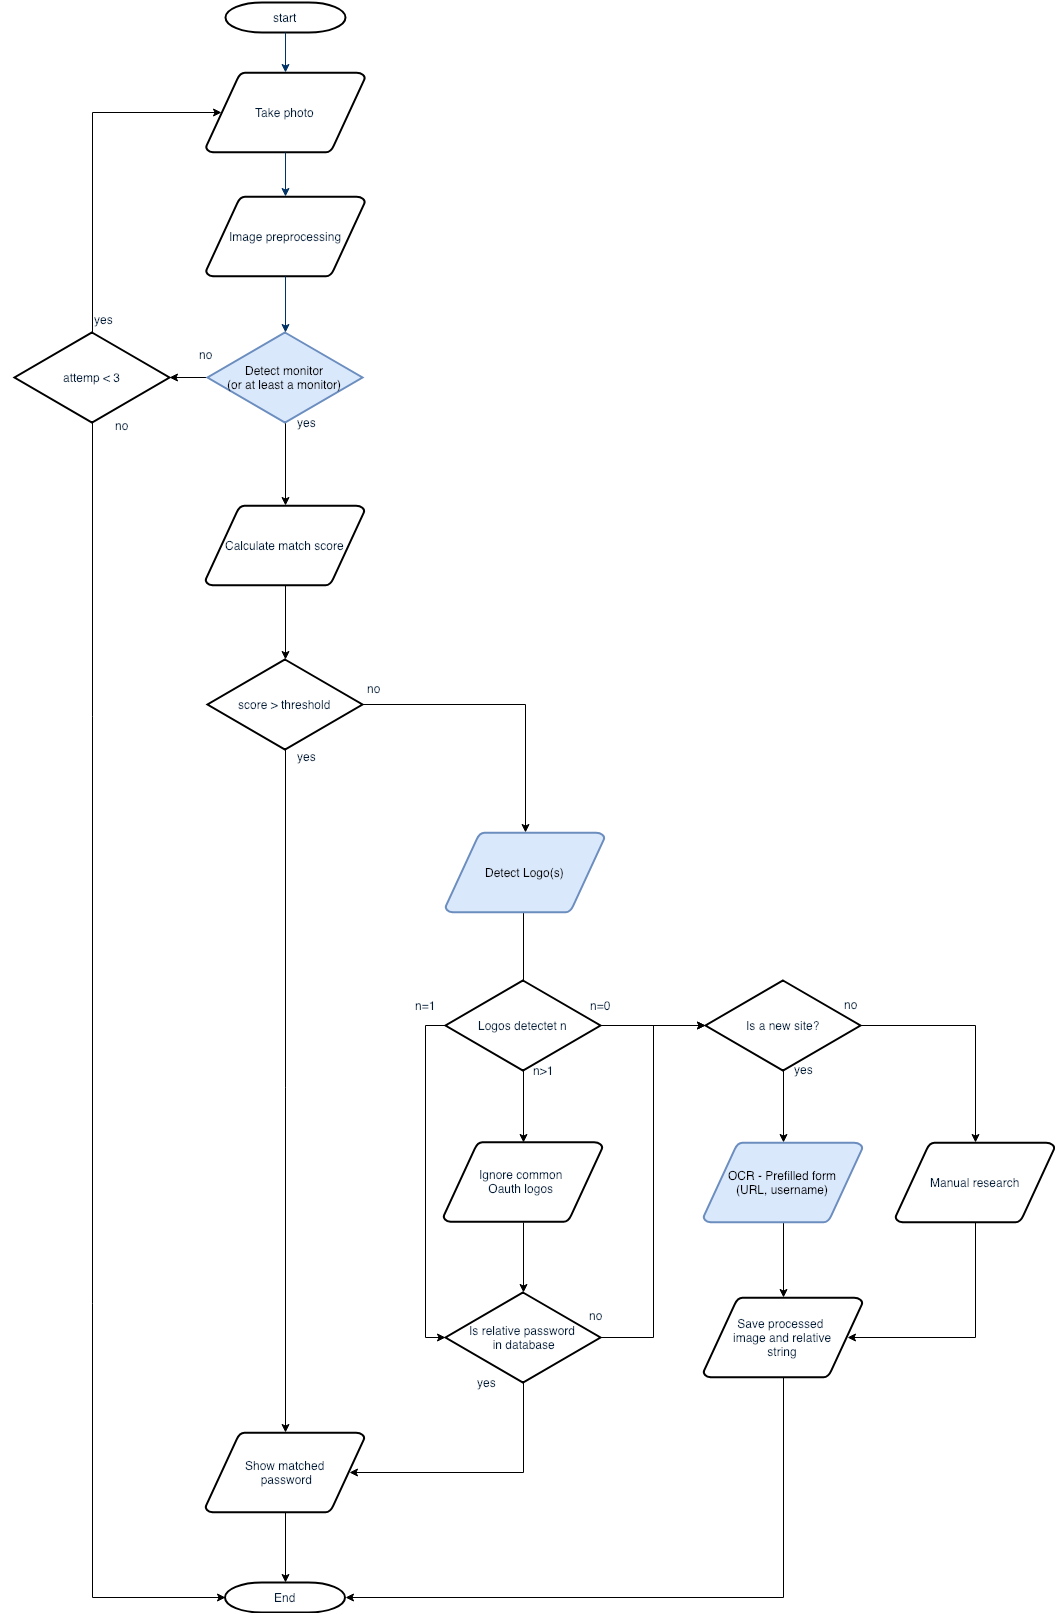 start
Take photo
Image preprocessing
yes
no
Detect monitor
(or at least a monitor)
attemp < 3
no
yes
Calculate match score
no
score > threshold
yes
Detect Logo(s)
n=1
n=0
no
Logos detectet n
Is a new site?
n>1
yes
Ignore common
Oauth logos
OCR - Prefilled form
(URL, username)
Manual research
no
Is relative password
in database
Save processed
image and relative
string
yes
Show matched
password
End